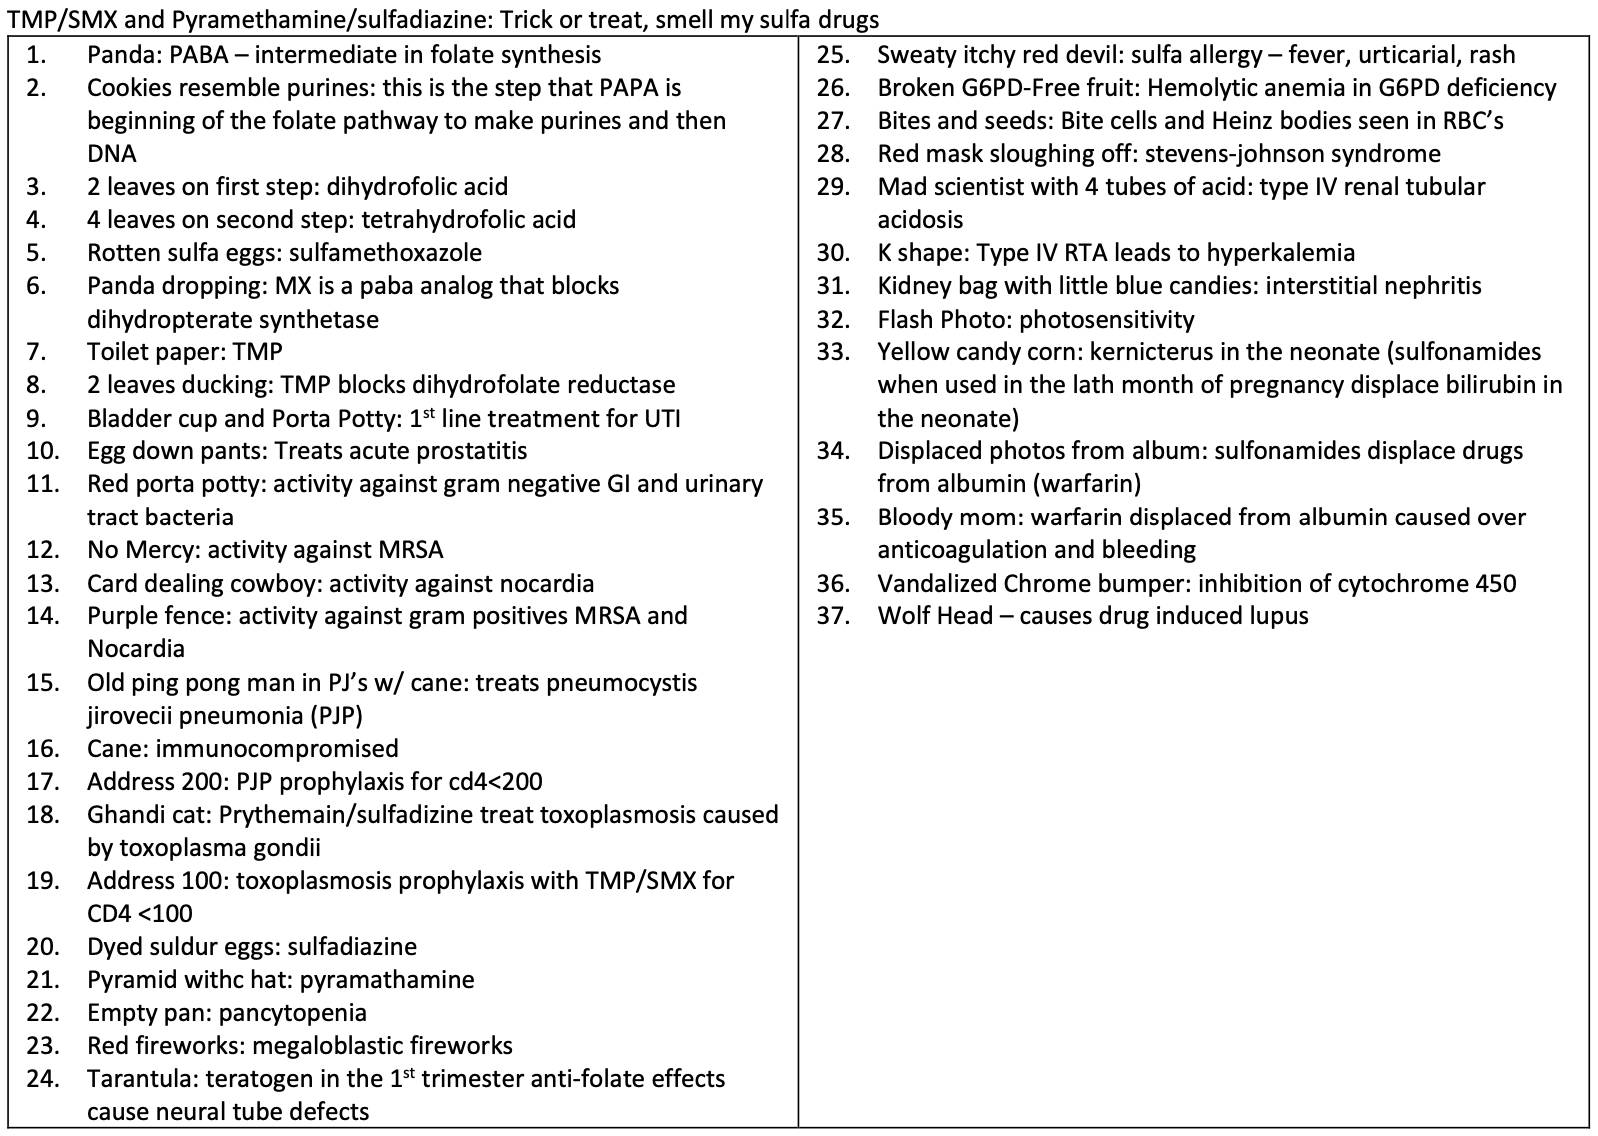 TMP/SMX and Pyramethamine/sulfadiazine: Trick or treat, smell my sulfa drugs
1. Panda: PABA – intermediate in folate synthesis
2. Cookies resemble purines: this is the step that PAPA is
beginning of the folate pathway to make purines and then
DNA
3. 2 leaves on first step: dihydrofolic acid
4. 4 leaves on second step: tetrahydrofolic acid
5. Rotten sulfa eggs: sulfamethoxazole
6. Panda dropping: MX is a paba analog that blocks
dihydropterate synthetase
7. Toilet paper: TMP
8. 2 leaves ducking: TMP blocks dihydrofolate reductase
9. Bladder cup and Porta Potty: 1st line treatment for UTI
10. Egg down pants: Treats acute prostatitis
11. Red porta potty: activity against gram negative GI and urinary
tract bacteria
12. No Mercy: activity against MRSA
13. Card dealing cowboy: activity against nocardia
14. Purple fence: activity against gram positives MRSA and
Nocardia
15. Old ping pong man in PJ’s w/ cane: treats pneumocystis
jirovecii pneumonia (PJP)
16. Cane: immunocompromised
17. Address 200: PJP prophylaxis for cd4<200
18. Ghandi cat: Prythemain/sulfadizine treat toxoplasmosis caused
by toxoplasma gondii
19. Address 100: toxoplasmosis prophylaxis with TMP/SMX for
CD4 <100
20. Dyed suldur eggs: sulfadiazine
21. Pyramid withc hat: pyramathamine
22. Empty pan: pancytopenia
23. Red fireworks: megaloblastic fireworks
24. Tarantula: teratogen in the 1st trimester anti-folate effects
cause neural tube defects
25. Sweaty itchy red devil: sulfa allergy – fever, urticarial, rash
26. Broken G6PD-Free fruit: Hemolytic anemia in G6PD deficiency
27. Bites and seeds: Bite cells and Heinz bodies seen in RBC’s
28. Red mask sloughing off: stevens-johnson syndrome
29. Mad scientist with 4 tubes of acid: type IV renal tubular
acidosis
30. K shape: Type IV RTA leads to hyperkalemia
31. Kidney bag with little blue candies: interstitial nephritis
32. Flash Photo: photosensitivity
33. Yellow candy corn: kernicterus in the neonate (sulfonamides
when used in the lath month of pregnancy displace bilirubin in
the neonate)
34. Displaced photos from album: sulfonamides displace drugs
from albumin (warfarin)
35. Bloody mom: warfarin displaced from albumin caused over
anticoagulation and bleeding
36. Vandalized Chrome bumper: inhibition of cytochrome 450
37. Wolf Head – causes drug induced lupus